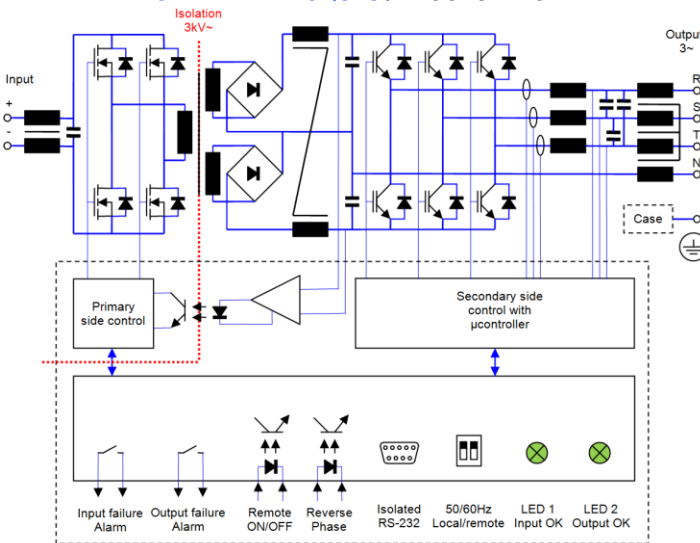 Isolation
3kV~
Output
3~
Input
+
-
R
S
T
N
Case
Primary
side control
Secondary side
control with
µcontroller
Input failure
Alarm
Output failure
Alarm
Remote
ON/OFF
Reverse
Phase
Isolated
RS-232
50/60Hz
Local/remote
LED 1
Input OK
LED 2
Output OK